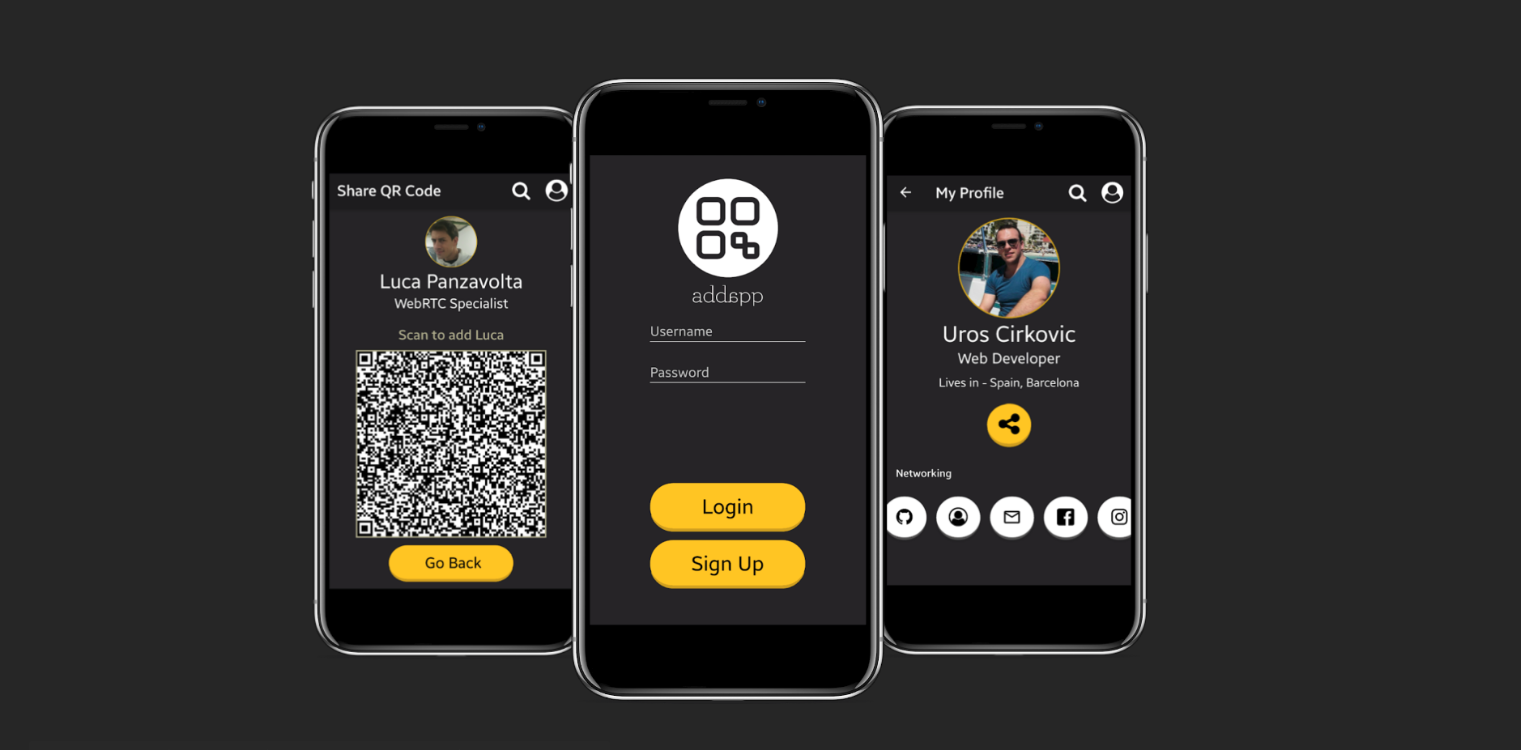 Share QR Code
Luca Panzavolta
WebRTC Specialist
Scan to add Luca
Go Back
addapp
Username
Password
Login
Sign Up
My Profile
Uros Cirkovic
Web Developer
Lives in - Spain, Barcelona
Networking